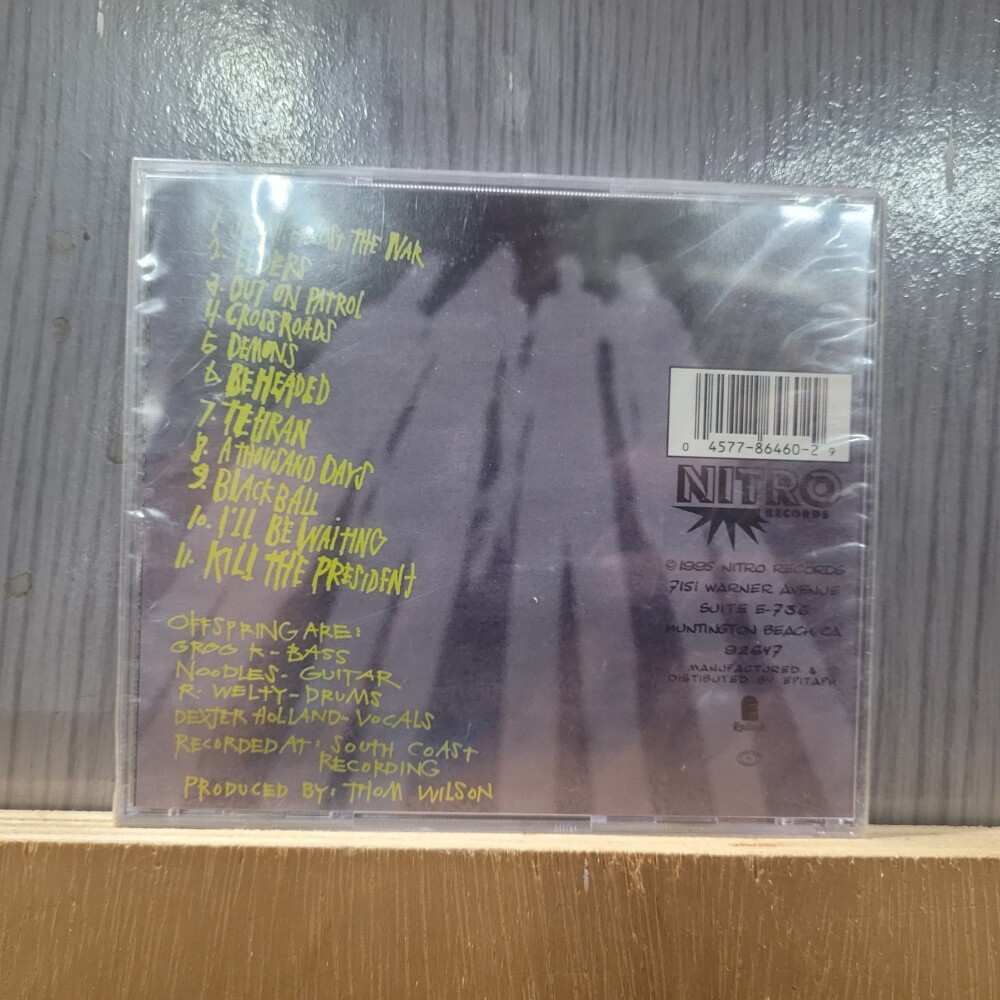 THE WAR
3. OUT ON PATROL
4. CROSSROADS
5 DEMONS
6. BEHEADED
7. TEHRAN
8. A THOUSAND DAYS
9. BLACKBALL
10. I'LL BE WAITING
11. KILL THE PRESIDENT
OFFSPRING ARE:
GREG K - BASS
NOODLES - GUITAR
R. WELTY - DRUMS
DEXTER HOLLAND - VOCALS
RECORDED AT: SOUTH COAST
RECORDING
PRODUCED BY: THOM WILSON
0 4577-86460-2 9
NITRO
RECORDS
© 1995 NITRO RECORDS
7151 WARNER AVENUE
SUITE E-736
HUNTINGTON BEACH, CA
92647
MANUFACTURED &
DISTIBUTED BY EPITAPH
Epitaph